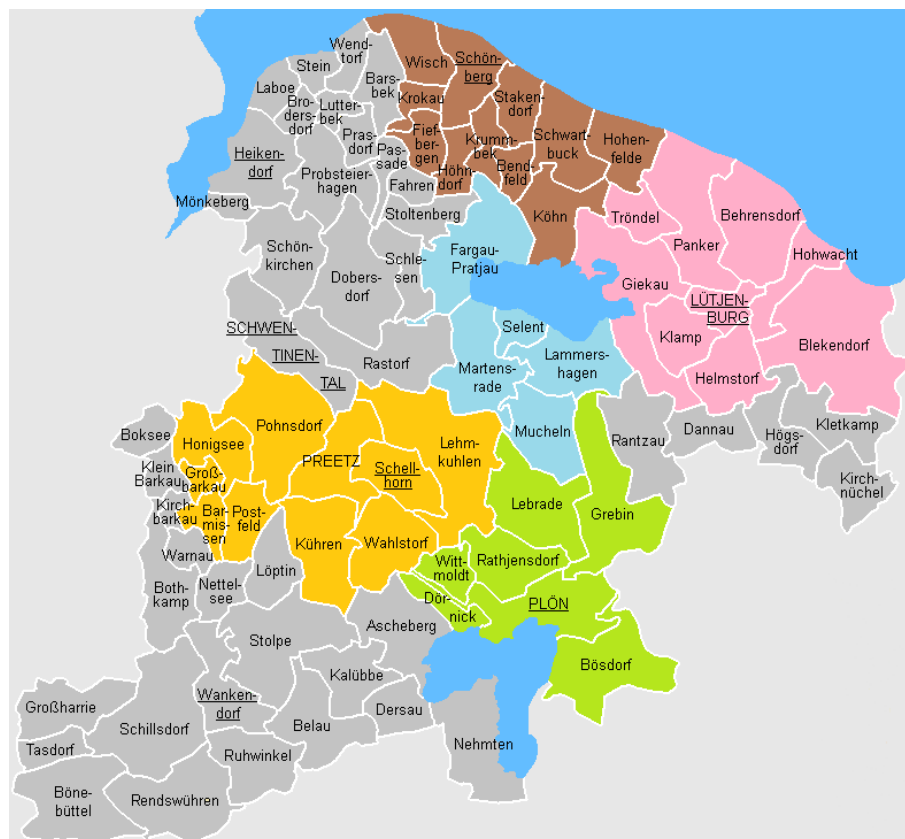 Wend-
torf
Stein
Wisch
Schön-
berg
Laboe
Bars-
bek
Krokau
Staken-
dorf
Bro-
ders-
dorf
Lutter-
bek
Fief-
bergen
Krumm-
bek
Schwart-
buck
Hohen-
felde
Heiken-
dorf
Pras-
dorf
Pas-
sade
Höhn-
dorf
Bend-
feld
Probsteier-
hagen
Fahren
Mönkeberg
Stoltenberg
Köhn
Tröndel
Behrensdorf
Schön-
kirchen
Schle-
sen
Fargau-
Pratjau
Panker
Hohwacht
Dobers-
dorf
Giekau
LÜTJEN-
BURG
SCHWEN-
TINEN-
TAL
Selent
Klamp
Blekendorf
Rastorf
Martens-
rade
Lammers-
hagen
Helmstorf
Boksee
Honigsee
Pohnsdorf
Lehm-
kuhlen
Mucheln
Rantzau
Dannau
Högs-
dorf
Kletkamp
Klein
Barkau
Groß-
barkau
PREETZ
Schell-
horn
Kirch-
nüchel
Kirch-
barkau
Bar-
missen
Post-
feld
Lebrade
Grebin
Warnau
Kühren
Wahlstorf
Witt-
moldt
Rathjensdorf
Both-
kamp
Nettel-
see
Löptin
Dör-
nick
PLÖN
Stolpe
Ascheberg
Bösdorf
Großharrie
Schillsdorf
Wanken-
dorf
Kalübbe
Dersau
Tasdorf
Belau
Nehmten
Ruhwinkel
Böne-
büttel
Rendswühren